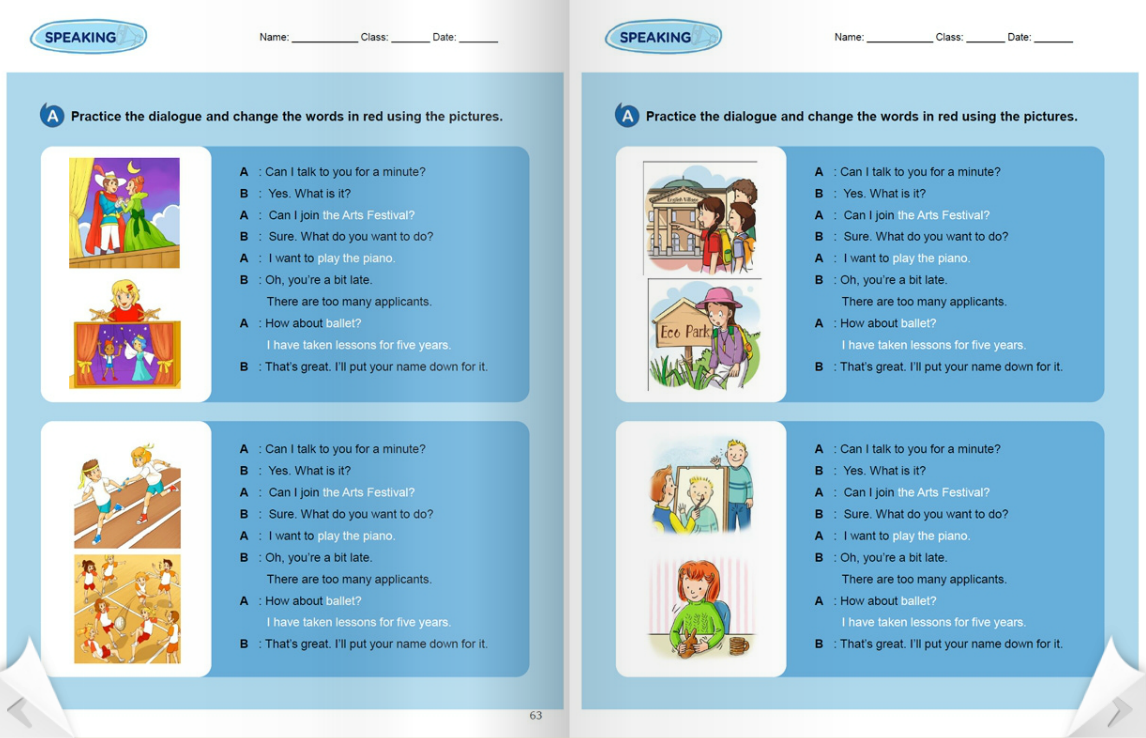 SPEAKING
Name: ____________ Class: _______ Date: _______
A Practice the dialogue and change the words in red using the pictures.
A : Can I talk to you for a minute?
B : Yes. What is it?
A : Can I join the Arts Festival?
B : Sure. What do you want to do?
A : I want to play the piano.
B : Oh, you're a bit late.
There are too many applicants.
A : How about ballet?
I have taken lessons for five years.
B : That's great. I'll put your name down for it.
A : Can I talk to you for a minute?
B : Yes. What is it?
A : Can I join the Arts Festival?
B : Sure. What do you want to do?
A : I want to play the piano.
B : Oh, you're a bit late.
There are too many applicants.
A : How about ballet?
I have taken lessons for five years.
B : That's great. I'll put your name down for it.
63
SPEAKING
Name: ____________ Class: _______ Date: _______
A Practice the dialogue and change the words in red using the pictures.
English Village
Eco Park
A : Can I talk to you for a minute?
B : Yes. What is it?
A : Can I join the Arts Festival?
B : Sure. What do you want to do?
A : I want to play the piano.
B : Oh, you're a bit late.
There are too many applicants.
A : How about ballet?
I have taken lessons for five years.
B : That's great. I'll put your name down for it.
A : Can I talk to you for a minute?
B : Yes. What is it?
A : Can I join the Arts Festival?
B : Sure. What do you want to do?
A : I want to play the piano.
B : Oh, you're a bit late.
There are too many applicants.
A : How about ballet?
I have taken lessons for five years.
B : That's great. I'll put your name down for it.